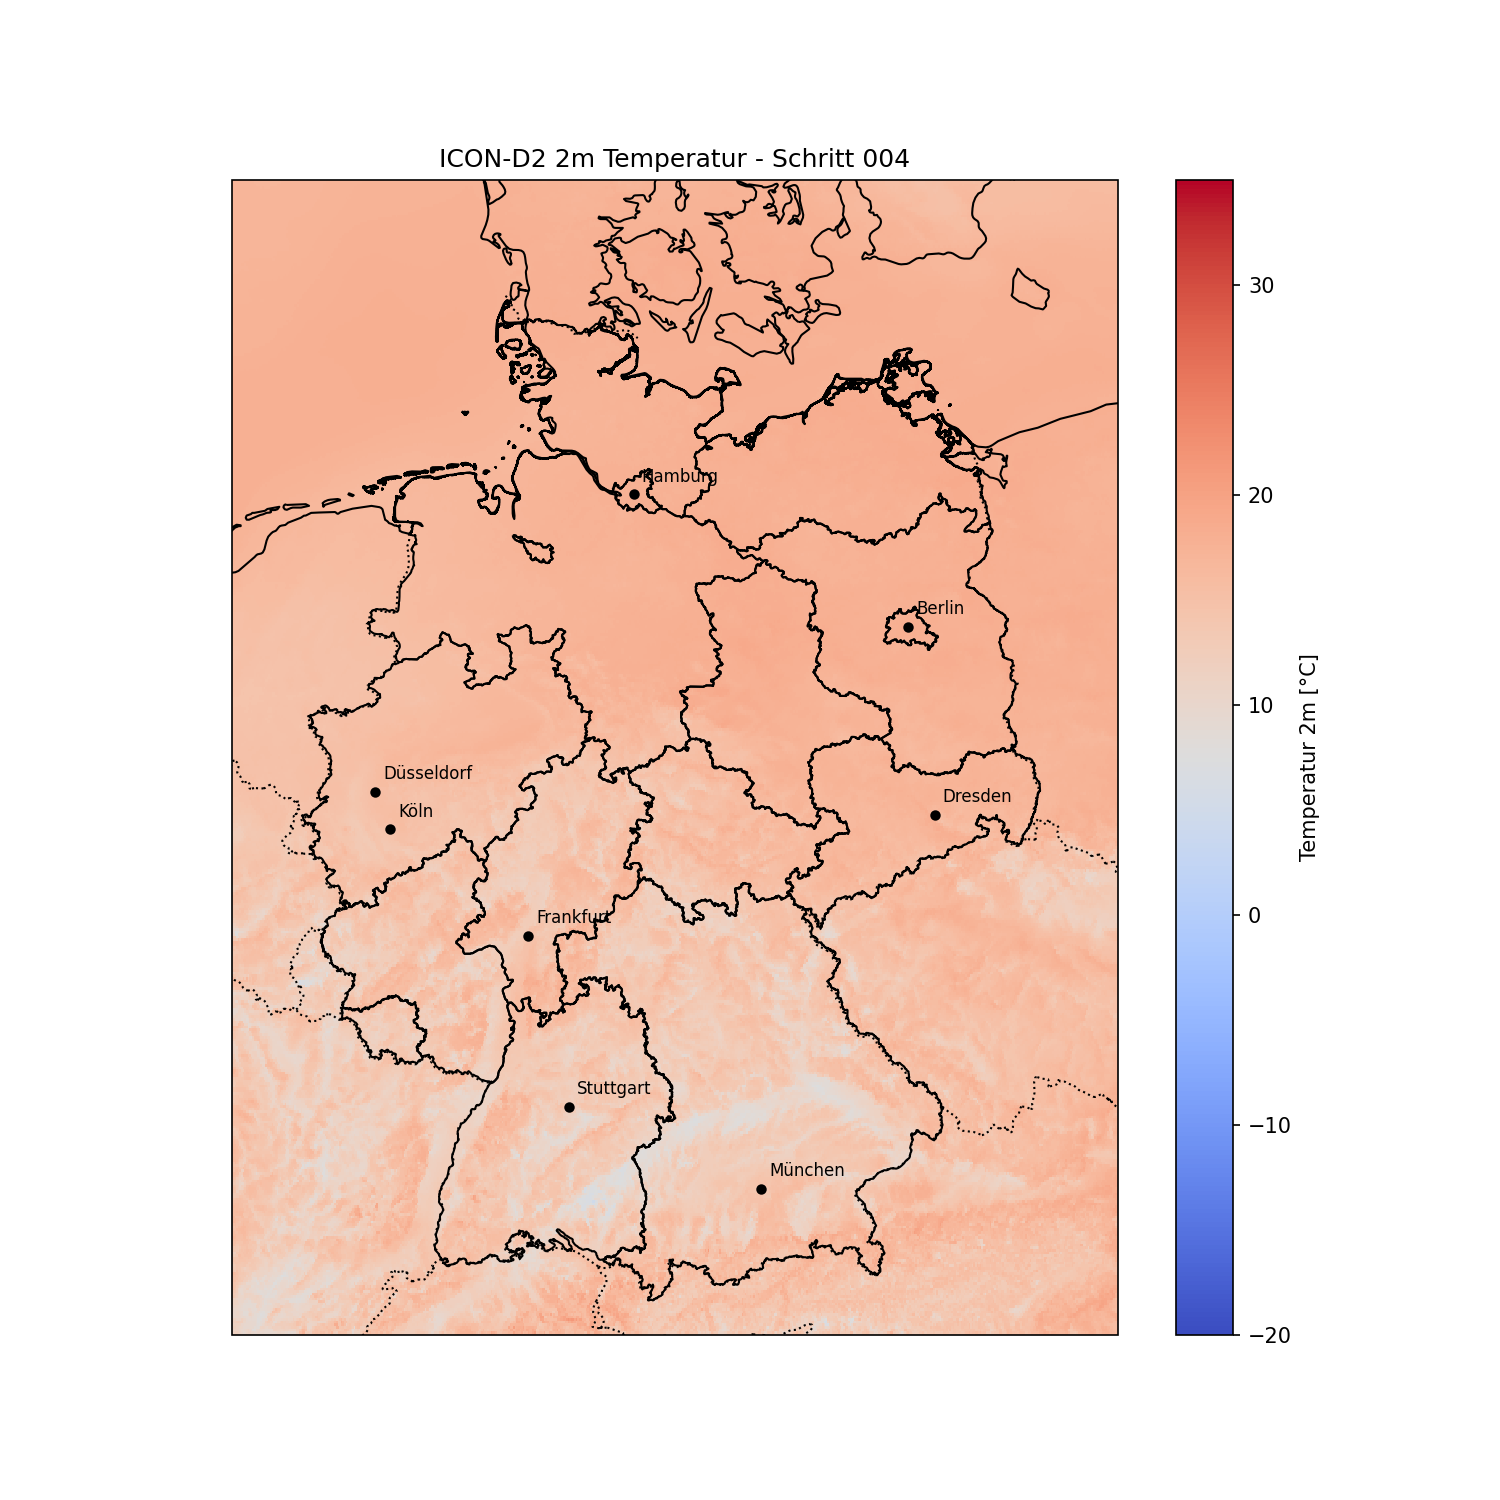 ICON-D2 2m Temperatur - Schritt 004
Hamburg
Berlin
Düsseldorf
Köln
Dresden
Frankfurt
Stuttgart
München
30
20
10
0
−10
−20
Temperatur 2m [°C]